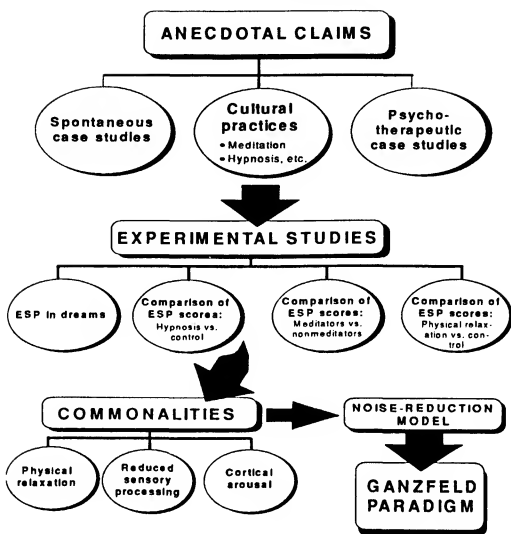 ANECDOTAL CLAIMS
Spontaneous
case studies
Cultural
practices
• Meditation
• Hypnosis, etc.
Psycho-
therapeutic
case studies
EXPERIMENTAL STUDIES
ESP in dreams
Comparison of
ESP scores:
Hypnosis vs.
control
Comparison of
ESP scores:
Meditators vs.
nonmeditators
Comparison of
ESP scores:
Physical relax-
ation vs. con-
trol
COMMONALITIES
NOISE-REDUCTION
MODEL
Physical
relaxation
Reduced
sensory
processing
Cortical
arousal
GANZFELD
PARADIGM